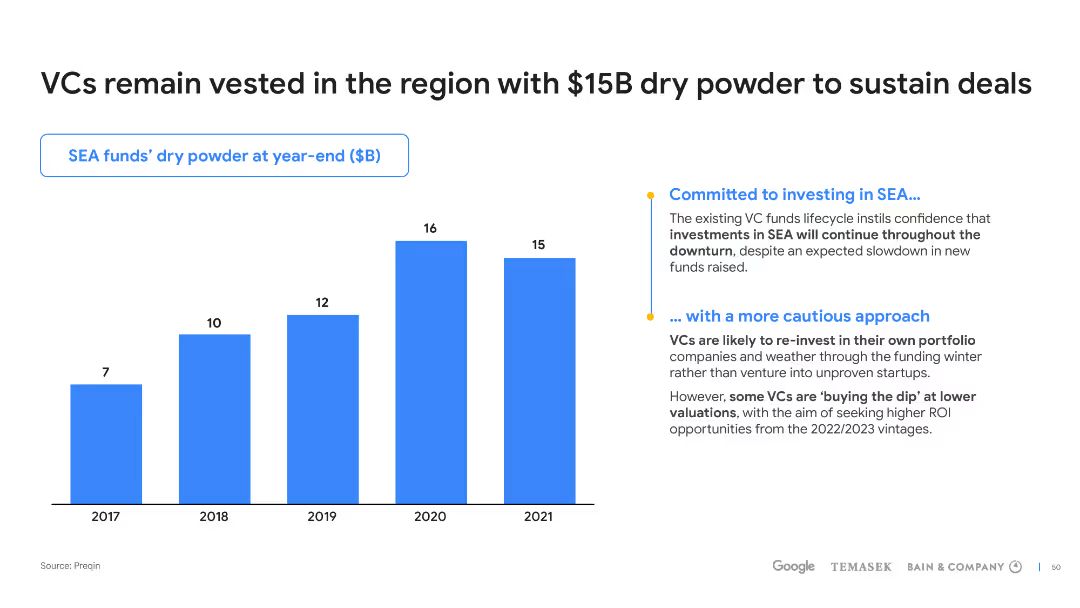 VCs remain vested in the region with $15B dry powder to sustain deals
SEA funds’ dry powder at year-end ($B)
7
10
12
16
15
2017
2018
2019
2020
2021
Committed to investing in SEA...
The existing VC funds lifecycle instils confidence that
investments in SEA will continue throughout the
downturn, despite an expected slowdown in new
funds raised.
... with a more cautious approach
VCs are likely to re-invest in their own portfolio
companies and weather through the funding winter
rather than venture into unproven startups.
However, some VCs are ‘buying the dip’ at lower
valuations, with the aim of seeking higher ROI
opportunities from the 2022/2023 vintages.
Source: Preqin
Google TEMASEK BAIN & COMPANY | 50